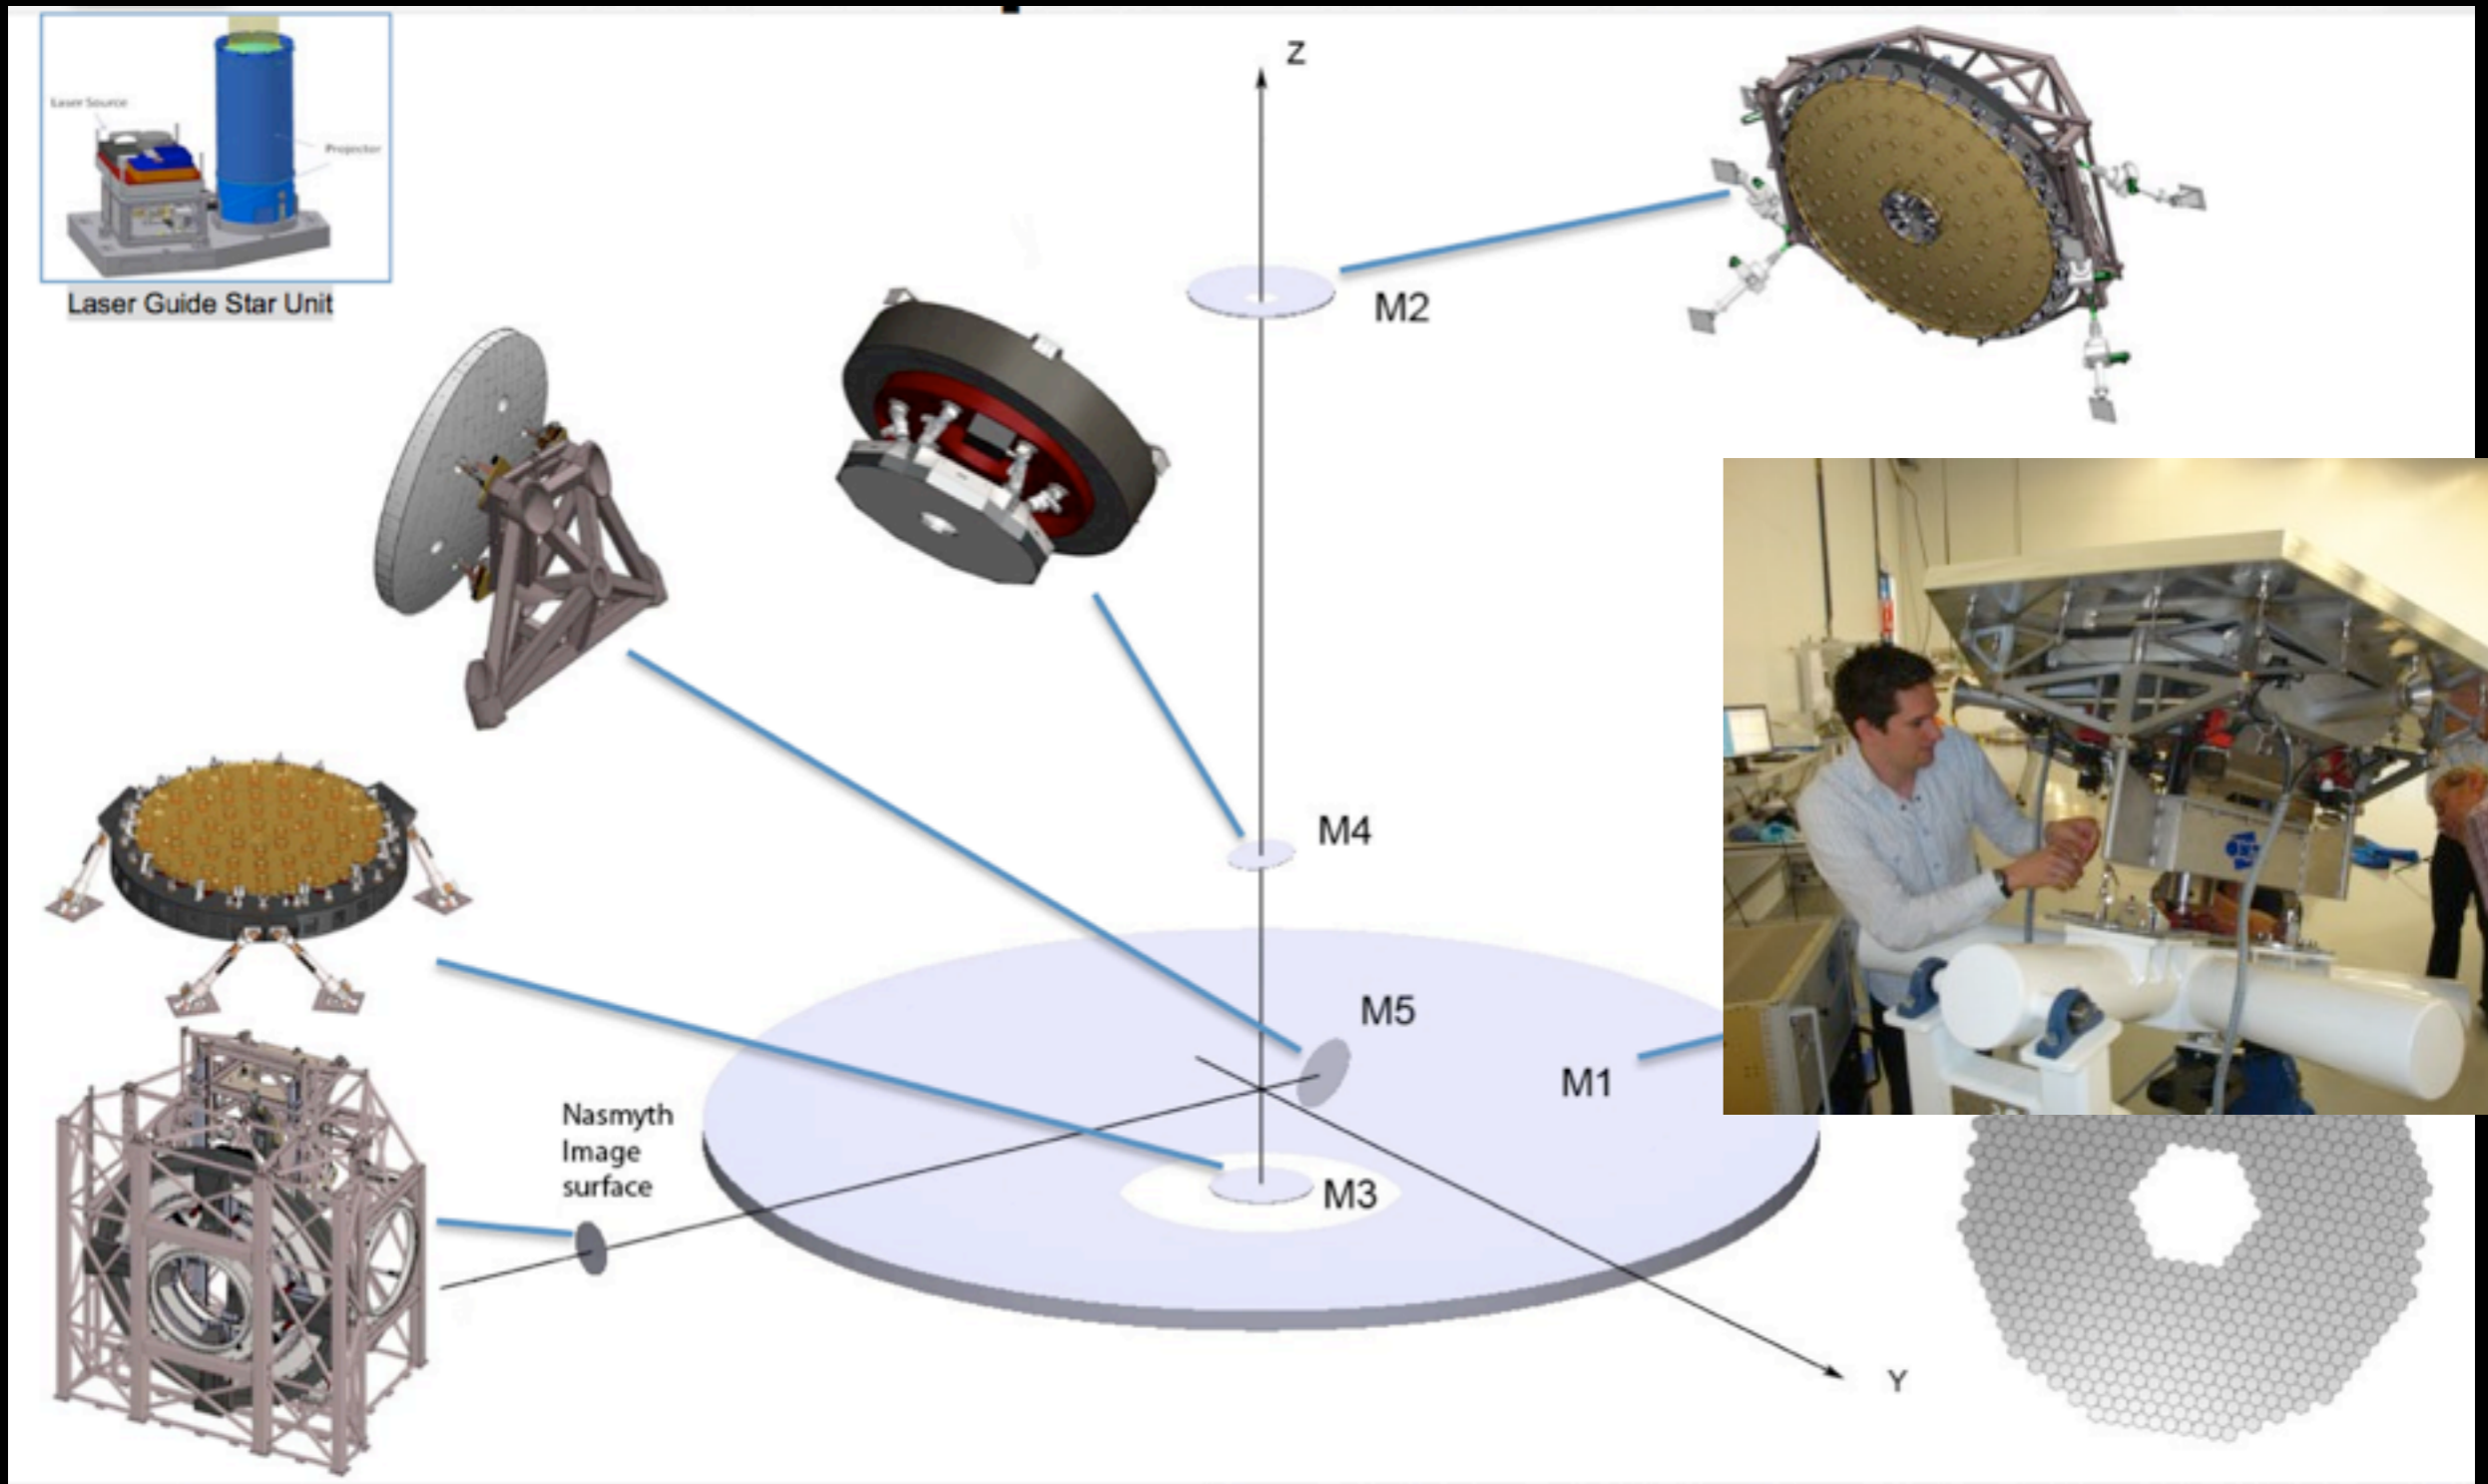 Z
Laser Source
Projector
Laser Guide Star Unit
M2
M4
M5
M1
Nasmyth
Image
surface
M3
Y